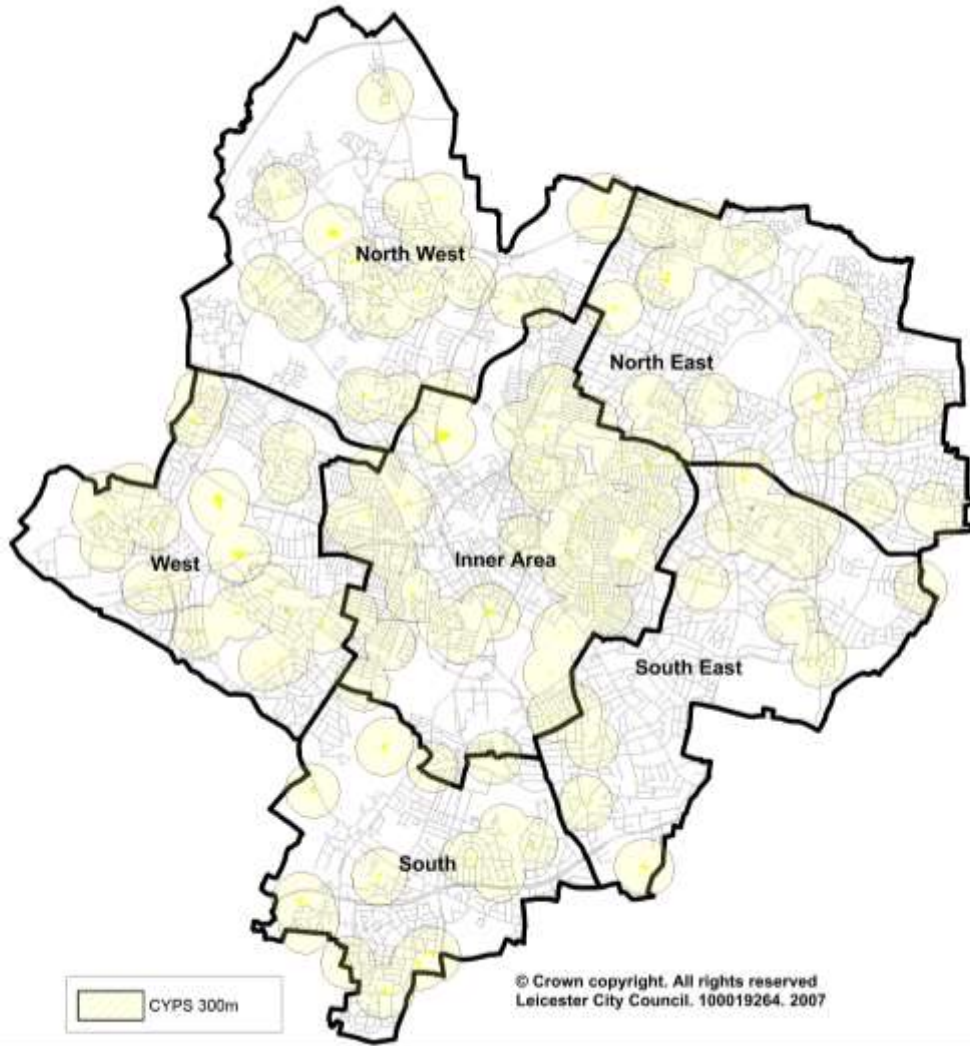 North West
North East
West
Inner Area
South East
South
CYPS 300m
© Crown copyright. All rights reserved
Leicester City Council. 100019264. 2007